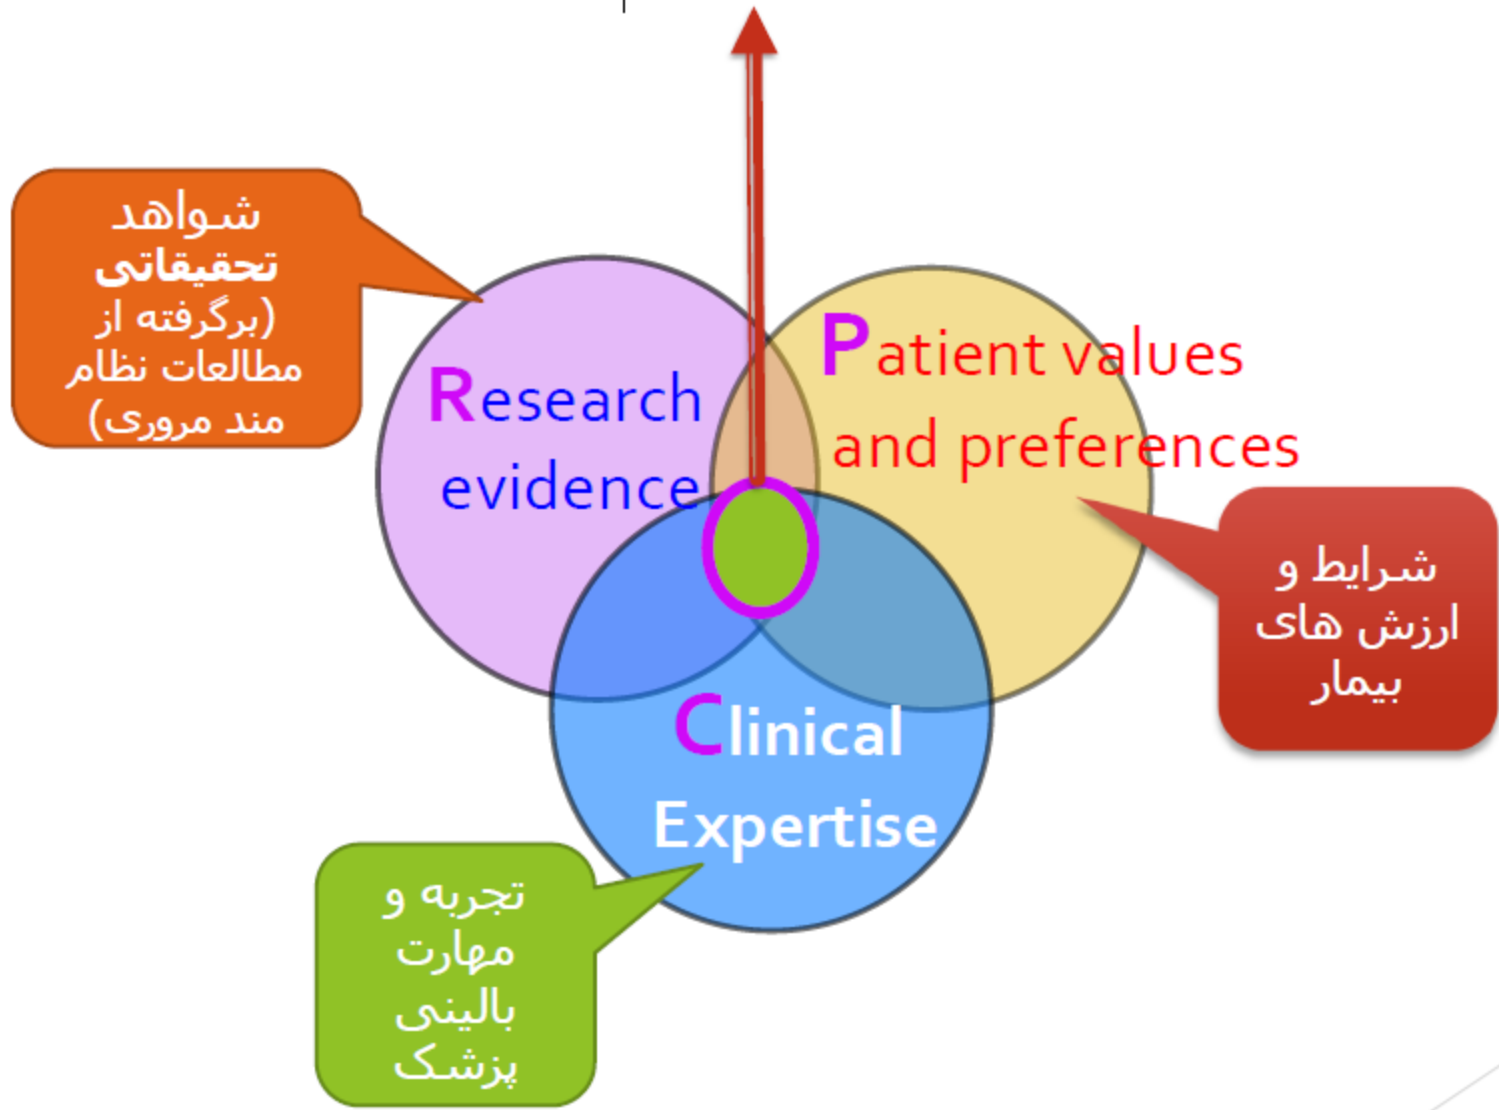 شواهد
تحقیقاتی
(برگرفته از
مطالعات نظام
مند مروری)
Research
evidence
Patient values
and preferences
شرایط و
ارزش های
بیمار
Clinical
Expertise
تجربه و
مهارت
بالینی
پزشک